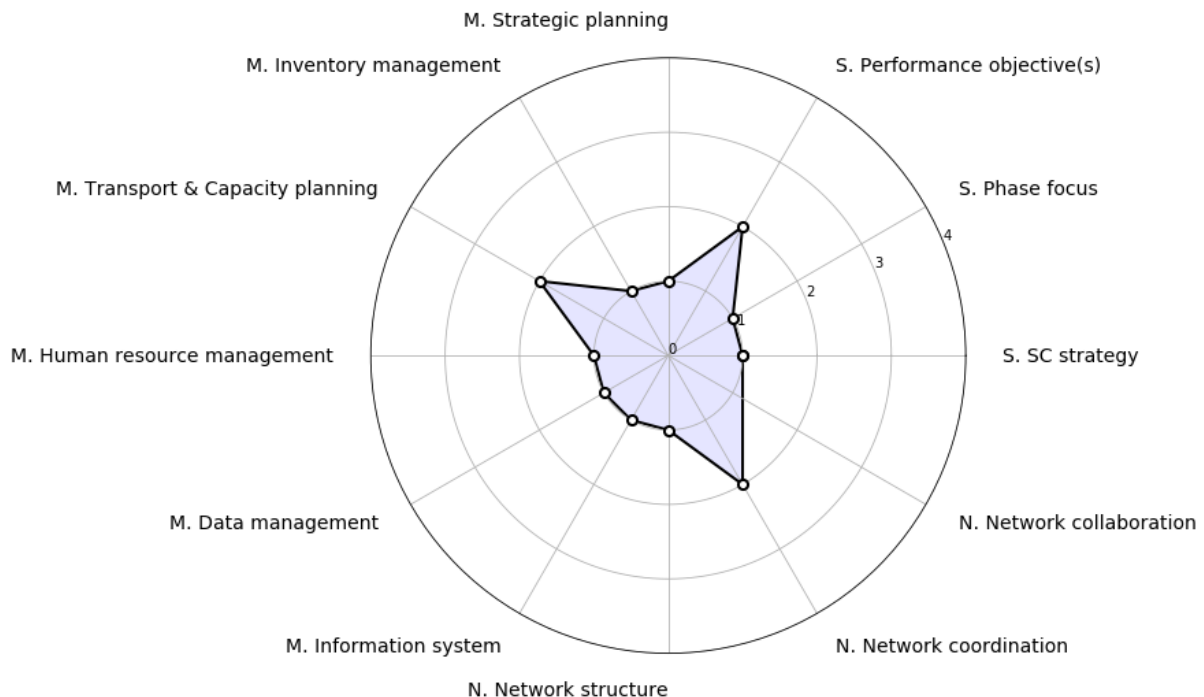 M. Strategic planning
M. Inventory management
S. Performance objective(s)
M. Transport & Capacity planning
S. Phase focus
4
3
2
1
0
M. Human resource management
S. SC strategy
M. Data management
N. Network collaboration
M. Information system
N. Network coordination
N. Network structure